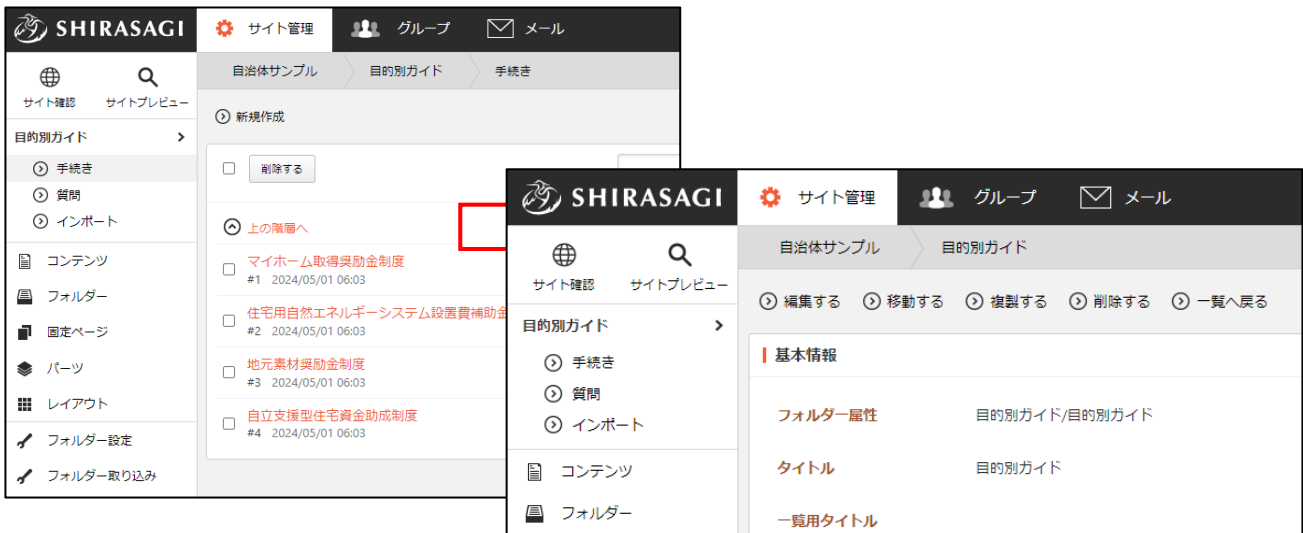 SHIRASAGI
サイト管理
グループ
メール
サイト確認
サイトプレビュー
自治体サンプル
目的別ガイド
手続き
目的別ガイド
手続き
質問
インポート
コンテンツ
フォルダー
固定ページ
パーツ
レイアウト
フォルダー設定
フォルダー取り込み
新規作成
削除する
上の階層へ
マイホーム取得奨励金制度
#1 2024/05/01 06:03
住宅用自然エネルギーシステム設置費補助金
#2 2024/05/01 06:03
地元素材奨励金制度
#3 2024/05/01 06:03
自立支援型住宅資金助成制度
#4 2024/05/01 06:03
SHIRASAGI
サイト管理
グループ
メール
サイト確認
サイトプレビュー
自治体サンプル
目的別ガイド
目的別ガイド
手続き
質問
インポート
コンテンツ
フォルダー
編集する
移動する
複製する
削除する
一覧へ戻る
基本情報
フォルダー属性
目的別ガイド/目的別ガイド
タイトル
目的別ガイド
一覧用タイトル